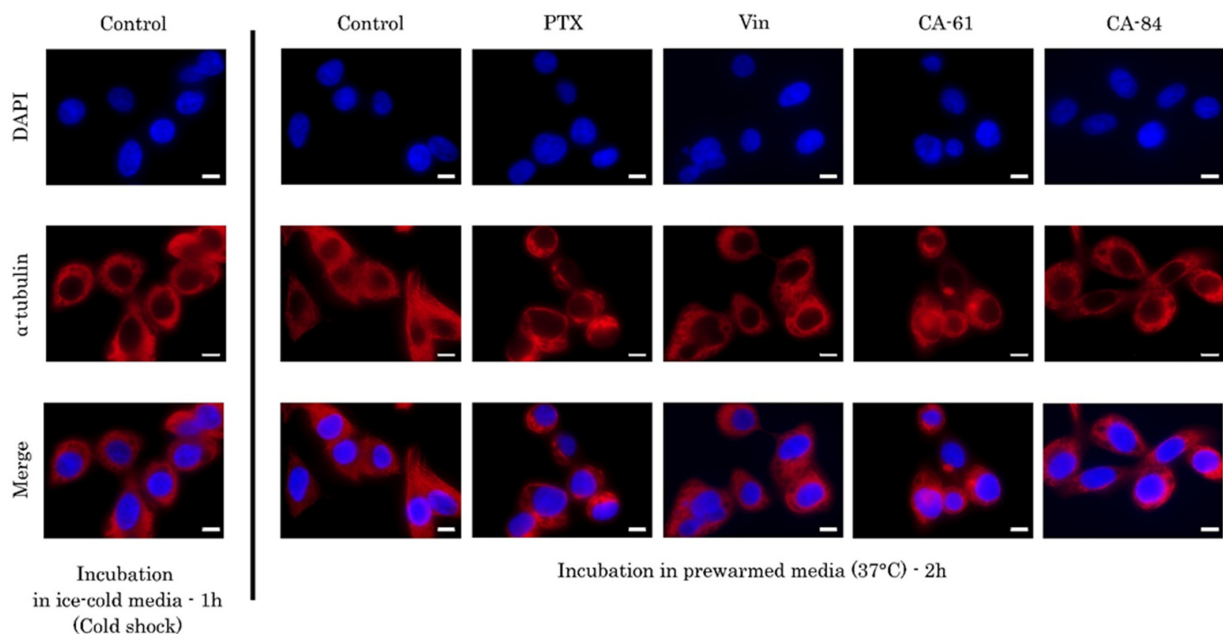 Control
Control
PTX
Vin
CA-61
CA-84
DAPI
α-tubulin
Merge
Incubation
in ice-cold media - 1h
(Cold shock)
Incubation in prewarmed media (37°C) - 2h